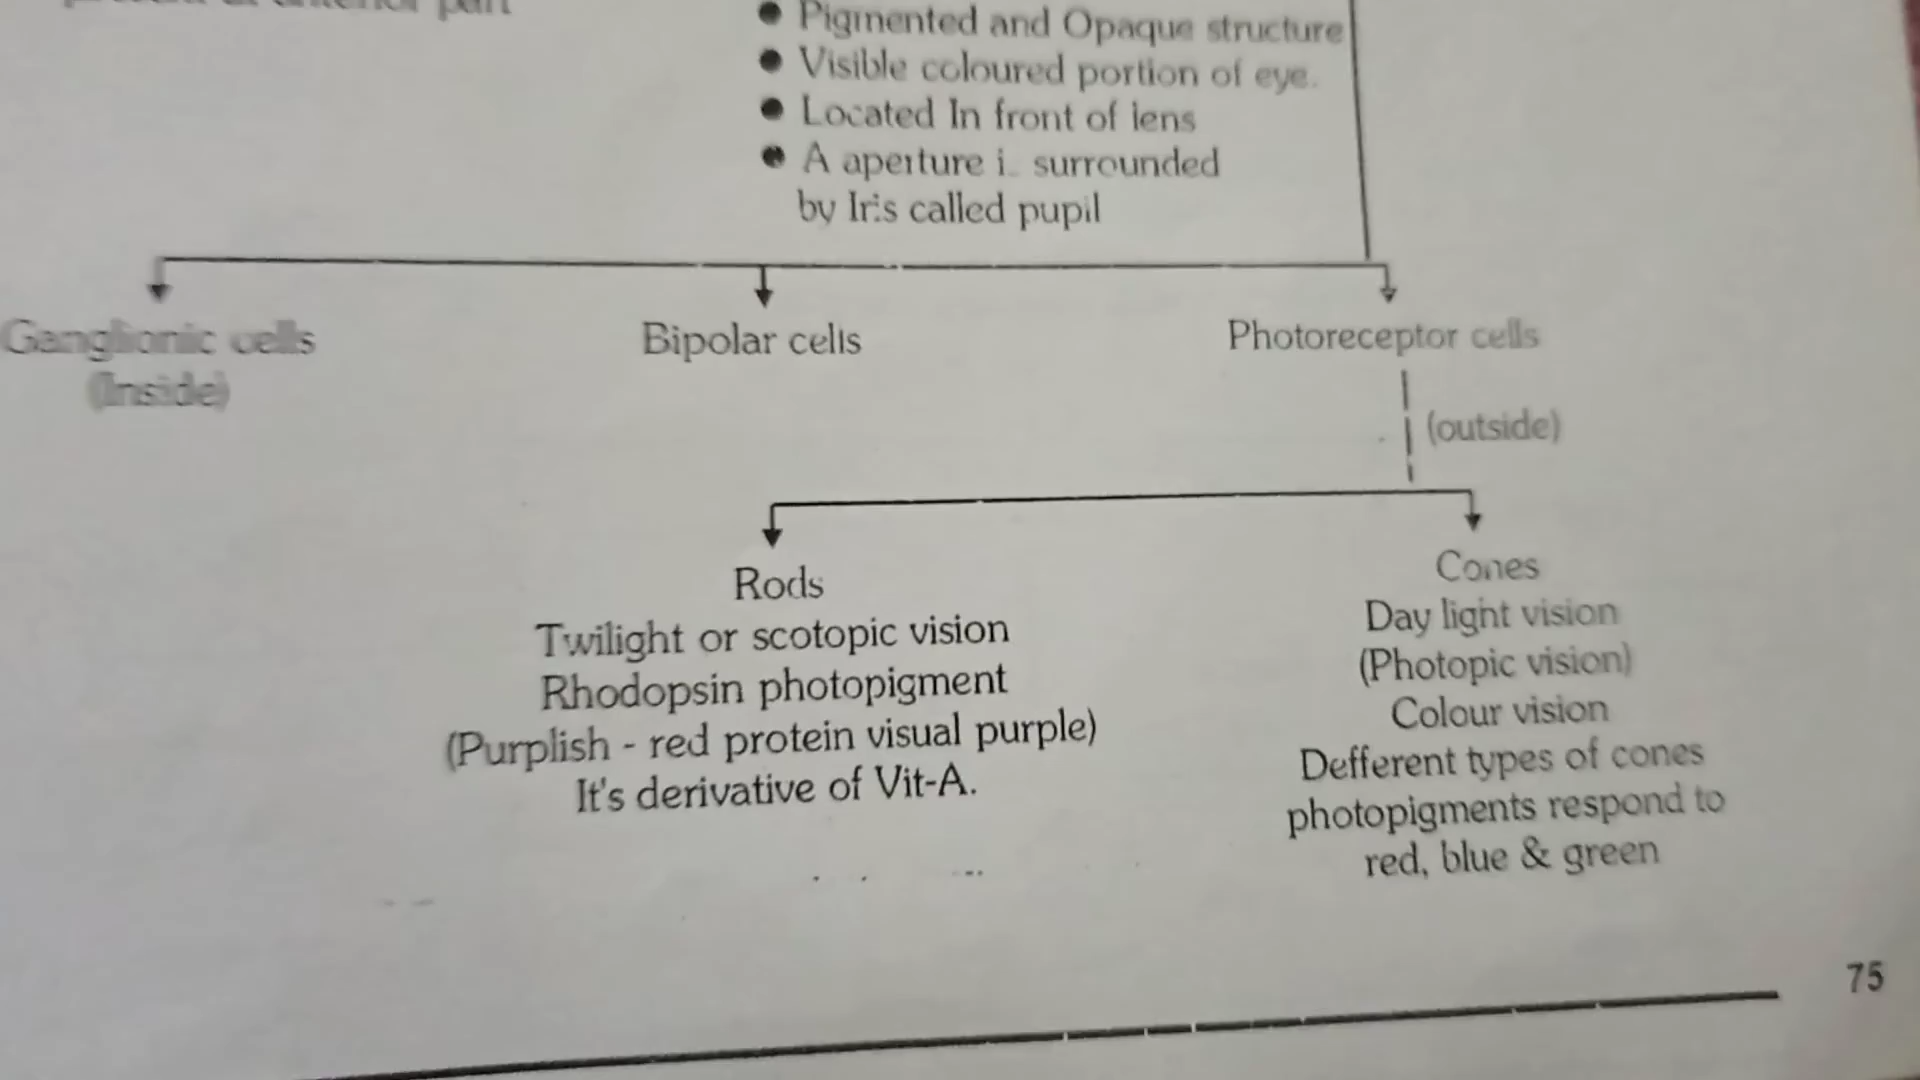 part
● Pigmented and Opaque structure
● Visible coloured portion of eye.
● Located In front of lens
● A aperture surrounded
by Iris called pupil
Ganglionic cells
(Inside)
Bipolar cells
Photoreceptor cells
(outside)
Rods
Twilight or scotopic vision
Rhodopsin photopigment
(Purplish - red protein visual purple)
It's derivative of Vit-A.
Cones
Day light vision
(Photopic vision)
Colour vision
Defferent types of cones
photopigments respond to
red, blue & green
75